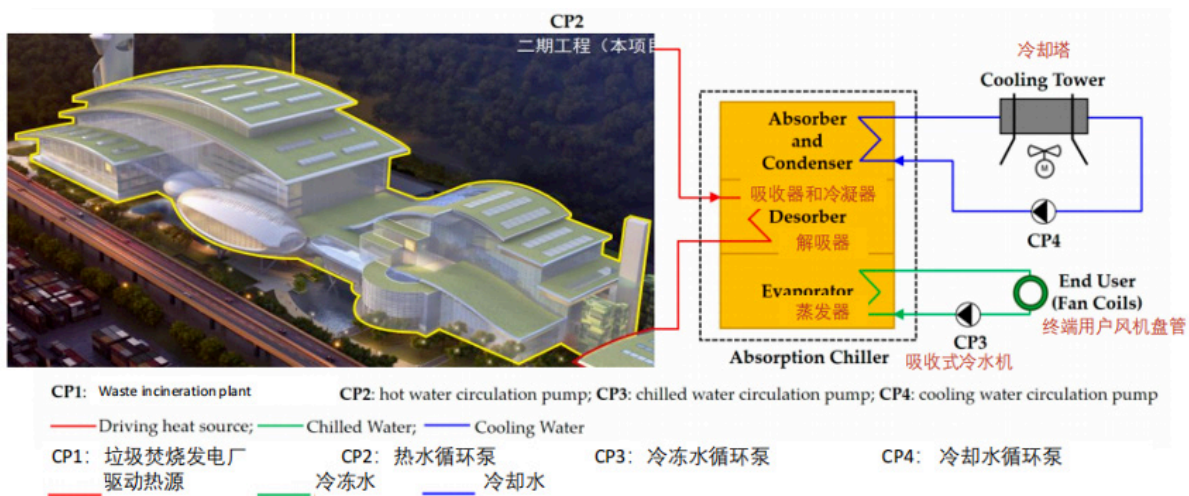 CP2
二期工程（本项目
冷却塔
Cooling Tower
Absorber
and
Condenser
M
吸收器和冷凝器
Desorber
解吸器
CP4
Evaporator
蒸发器
End User
(Fan Coils)
终端用户风机盘管
CP3
Absorption Chiller
吸收式冷水机
CP1: Waste incineration plant CP2: hot water circulation pump; CP3: chilled water circulation pump; CP4: cooling water circulation pump
Driving heat source; Chilled Water; Cooling Water
CP1：垃圾焚烧发电厂 CP2：热水循环泵 CP3：冷冻水循环泵 CP4：冷却水循环泵
驱动热源 冷冻水 冷却水